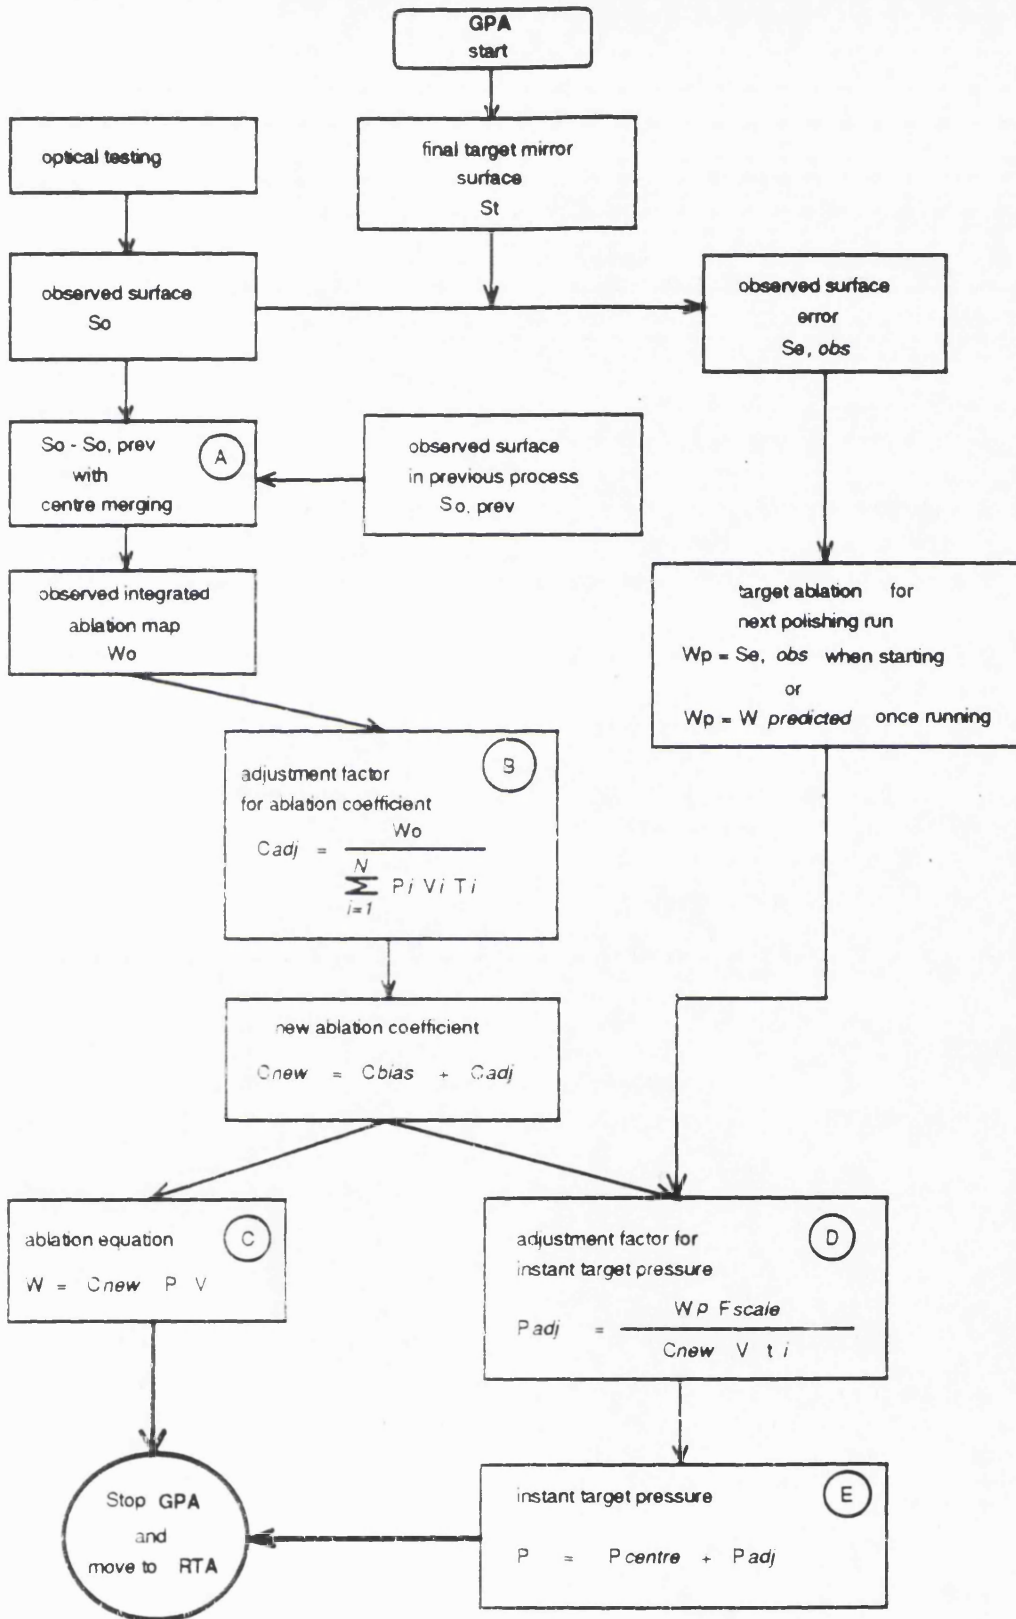 GPA
start
optical testing
final target mirror
surface
St
observed surface
So
observed surface
error
Se, obs
So - So, prev
with
centre merging
A
observed surface
in previous process
So, prev
observed integrated
ablation map
Wo
target ablation for
next polishing run
Wp = Se, obs when starting
or
Wp = W predicted once running
B
adjustment factor
for ablation coefficient
Cadj = Wo
N
∑ Pi Vi Ti
i=1
new ablation coefficient
Cnew = Cbias + Cadj
ablation equation
C
W = Cnew P V
adjustment factor for
D
instant target pressure
Wp Fscale
Padj =
Cnew V t i
Stop GPA
and
move to RTA
instant target pressure
E
P = Pcentre + Padj